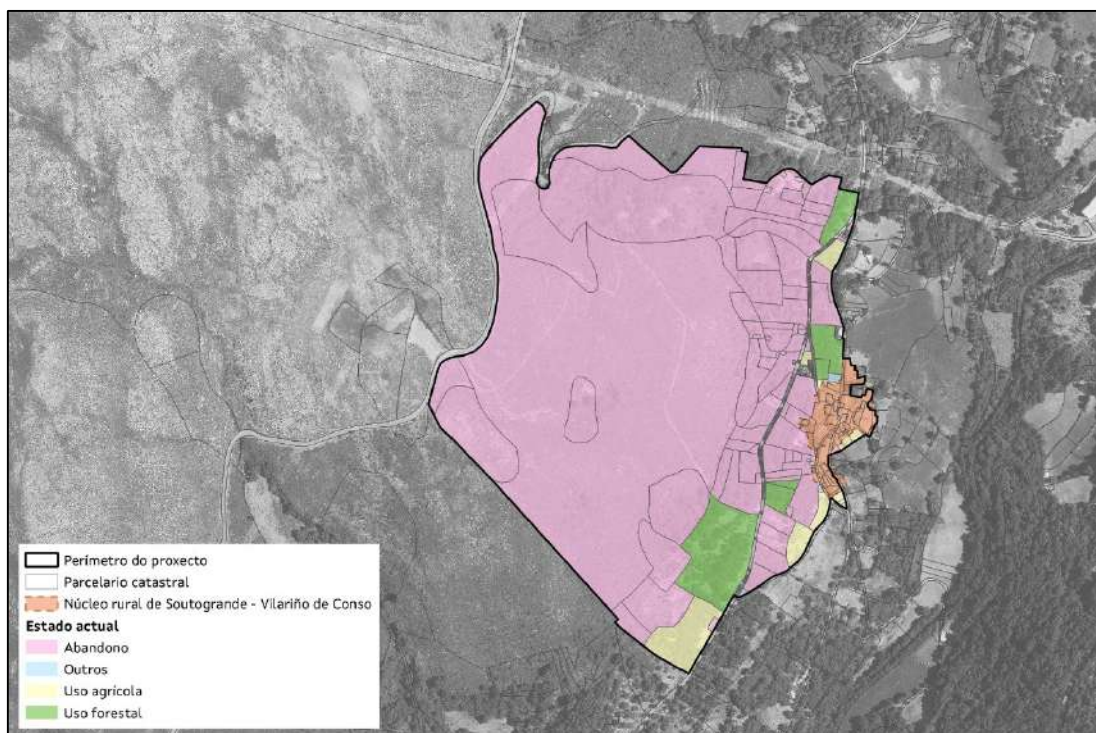 Perímetro do proxecto
Parcelario catastral
Núcleo rural de Soutogrande - Vilariño de Conso
Estado actual
Abandono
Outros
Uso agrícola
Uso forestal